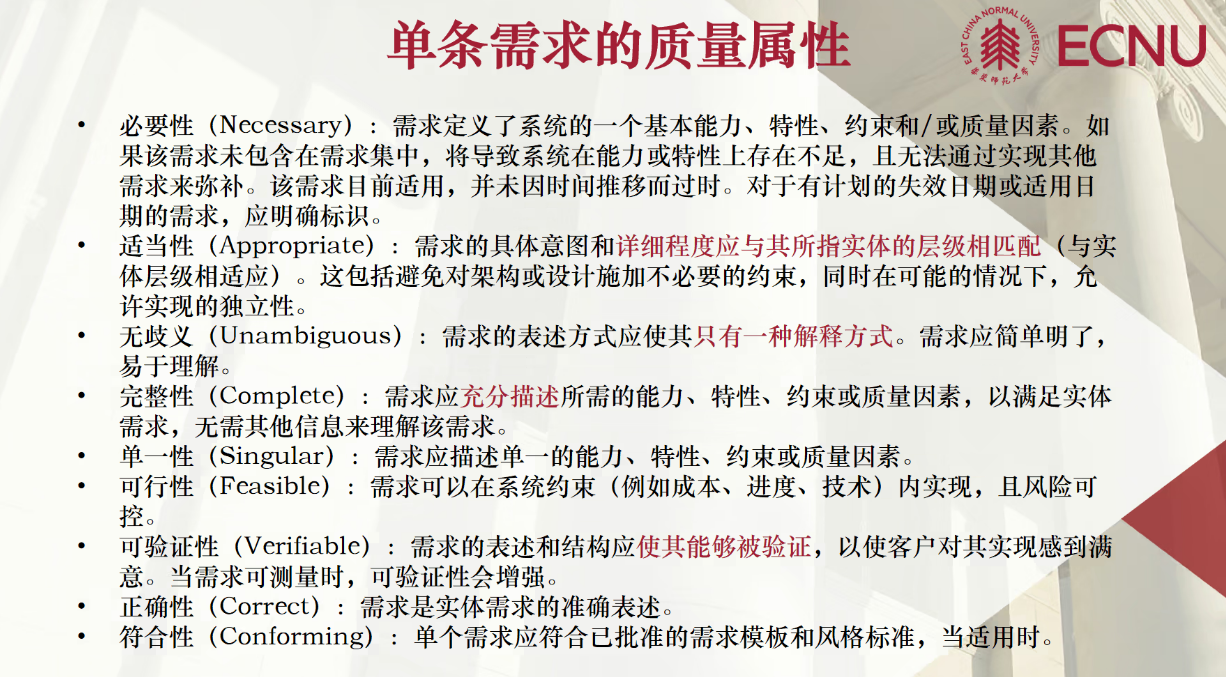 单条需求的质量属性
EAST CHINA NORMAL UNIVERSITY
华东师范大学
ECNU
• 必要性（Necessary）：需求定义了系统的一个基本能力、特性、约束和/或质量因素。如
果该需求未包含在需求集中，将导致系统在能力或特性上存在不足，且无法通过实现其他
需求来弥补。该需求目前适用，并未因时间推移而过时。对于有计划的失效日期或适用日
期的需求，应明确标识。
• 适当性（Appropriate）：需求的具体意图和详细程度应与其所指实体的层级相匹配（与实
体层级相适应）。这包括避免对架构或设计施加不必要的约束，同时在可能的情况下，允
许实现的独立性。
• 无歧义（Unambiguous）：需求的表述方式应使其只有一种解释方式。需求应简单明了，
易于理解。
• 完整性（Complete）：需求应充分描述所需的能力、特性、约束或质量因素，以满足实体
需求，无需其他信息来理解该需求。
• 单一性（Singular）：需求应描述单一的能力、特性、约束或质量因素。
• 可行性（Feasible）：需求可以在系统约束（例如成本、进度、技术）内实现，且风险可
控。
• 可验证性（Verifiable）：需求的表述和结构应使其能够被验证，以使客户对其实现感到满
意。当需求可测量时，可验证性会增强。
• 正确性（Correct）：需求是实体需求的准确表述。
• 符合性（Conforming）：单个需求应符合已批准的需求模板和风格标准，当适用时。